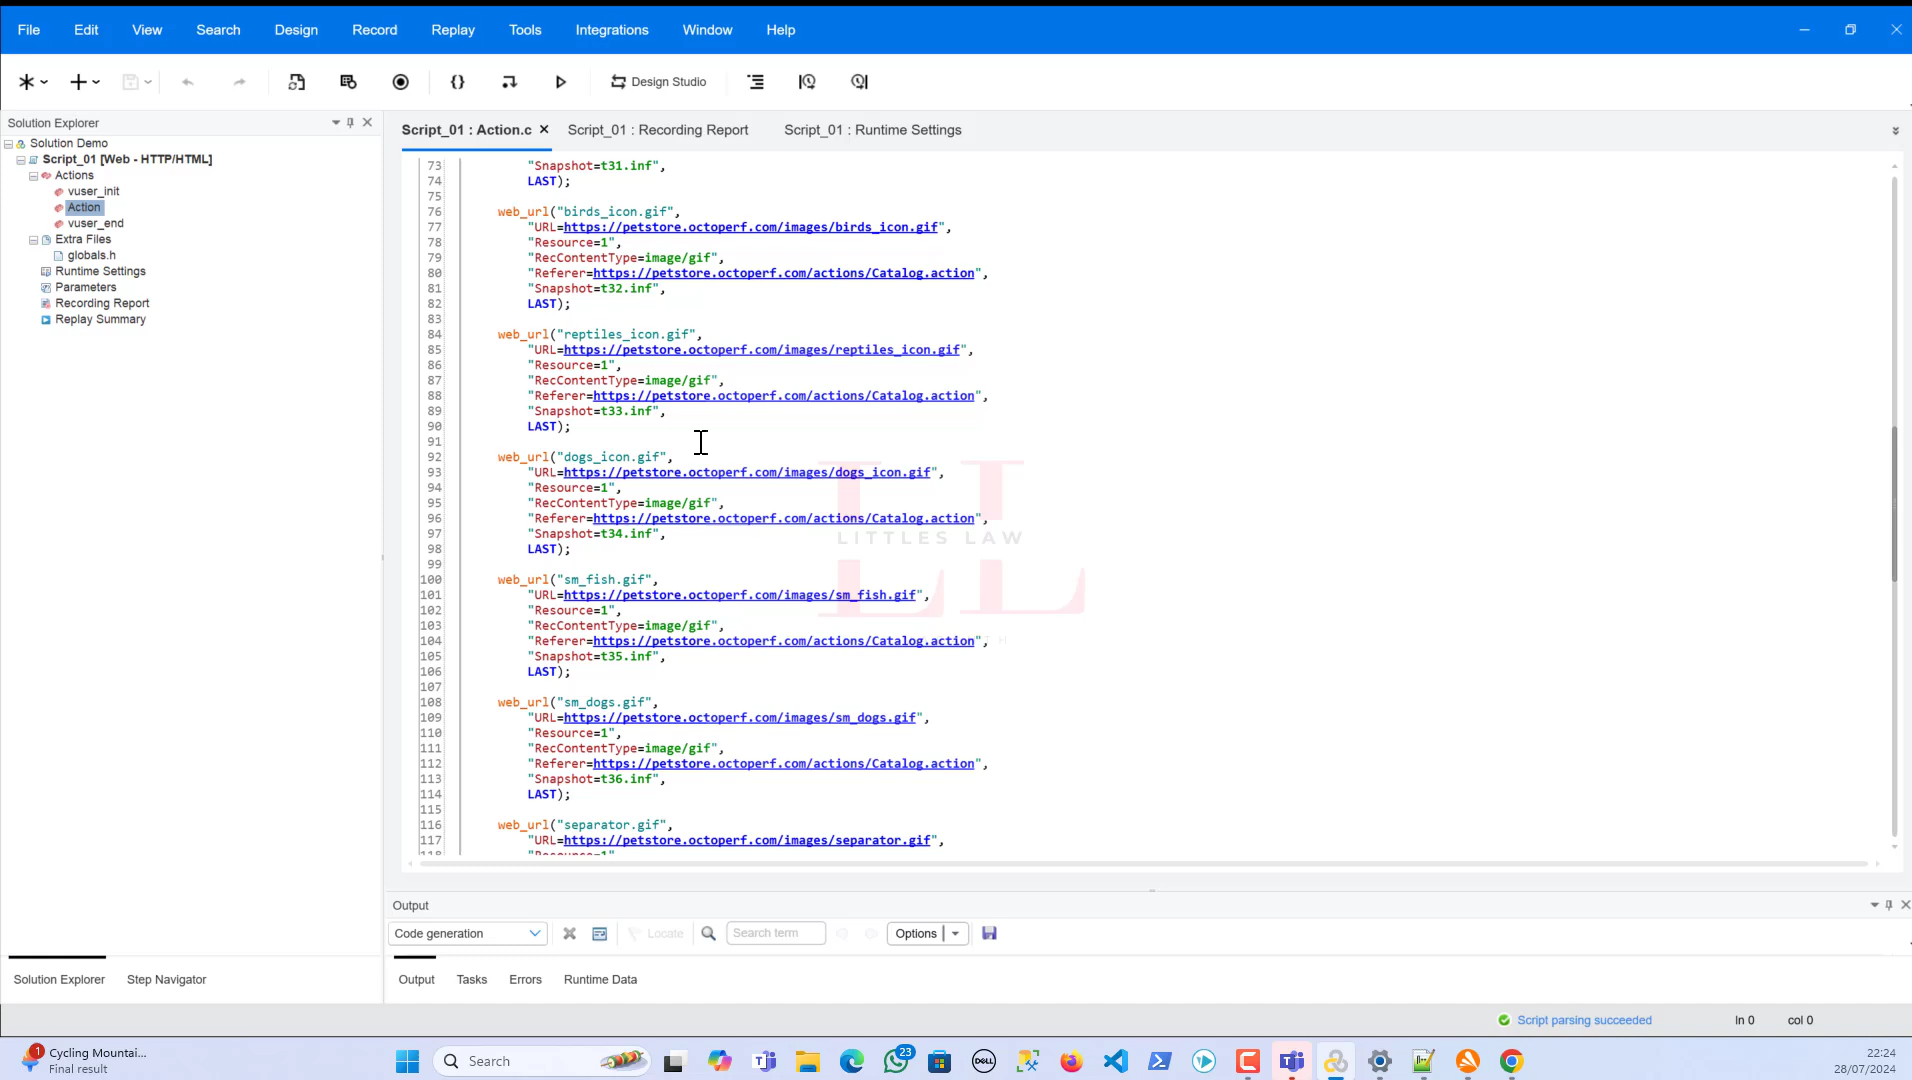 File Edit View Search Design Record Replay Tools Integrations Window Help
Design Studio
Solution Explorer
Solution Demo
Script_01 [Web - HTTP/HTML]
Actions
vuser_init
Action
vuser_end
Extra Files
globals.h
Runtime Settings
Parameters
Recording Report
Replay Summary
Script_01 : Action.c Script_01 : Recording Report Script_01 : Runtime Settings
73 "Snapshot=t31.inf",
74 LAST);
75
76 web_url("birds_icon.gif",
77 "URL=https://petstore.octoperf.com/images/birds_icon.gif",
78 "Resource=1",
79 "RecContentType=image/gif",
80 "Referer=https://petstore.octoperf.com/actions/Catalog.action",
81 "Snapshot=t32.inf",
82 LAST);
83
84 web_url("reptiles_icon.gif",
85 "URL=https://petstore.octoperf.com/images/reptiles_icon.gif",
86 "Resource=1",
87 "RecContentType=image/gif",
88 "Referer=https://petstore.octoperf.com/actions/Catalog.action",
89 "Snapshot=t33.inf",
90 LAST);
91
92 web_url("dogs_icon.gif",
93 "URL=https://petstore.octoperf.com/images/dogs_icon.gif",
94 "Resource=1",
95 "RecContentType=image/gif",
96 "Referer=https://petstore.octoperf.com/actions/Catalog.action",
97 "Snapshot=t34.inf",
98 LAST);
99
100 web_url("sm_fish.gif",
101 "URL=https://petstore.octoperf.com/images/sm_fish.gif",
102 "Resource=1",
103 "RecContentType=image/gif",
104 "Referer=https://petstore.octoperf.com/actions/Catalog.action",
105 "Snapshot=t35.inf",
106 LAST);
107
108 web_url("sm_dogs.gif",
109 "URL=https://petstore.octoperf.com/images/sm_dogs.gif",
110 "Resource=1",
111 "RecContentType=image/gif",
112 "Referer=https://petstore.octoperf.com/actions/Catalog.action",
113 "Snapshot=t36.inf",
114 LAST);
115
116 web_url("separator.gif",
117 "URL=https://petstore.octoperf.com/images/separator.gif",
LL
LITTLES LAW
Output
Code generation Locate Search term Options
Solution Explorer Step Navigator Output Tasks Errors Runtime Data
Script parsing succeeded ln 0 col 0
1 Cycling Mountai...
Final result
Search
23
DELL
22:24
28/07/2024